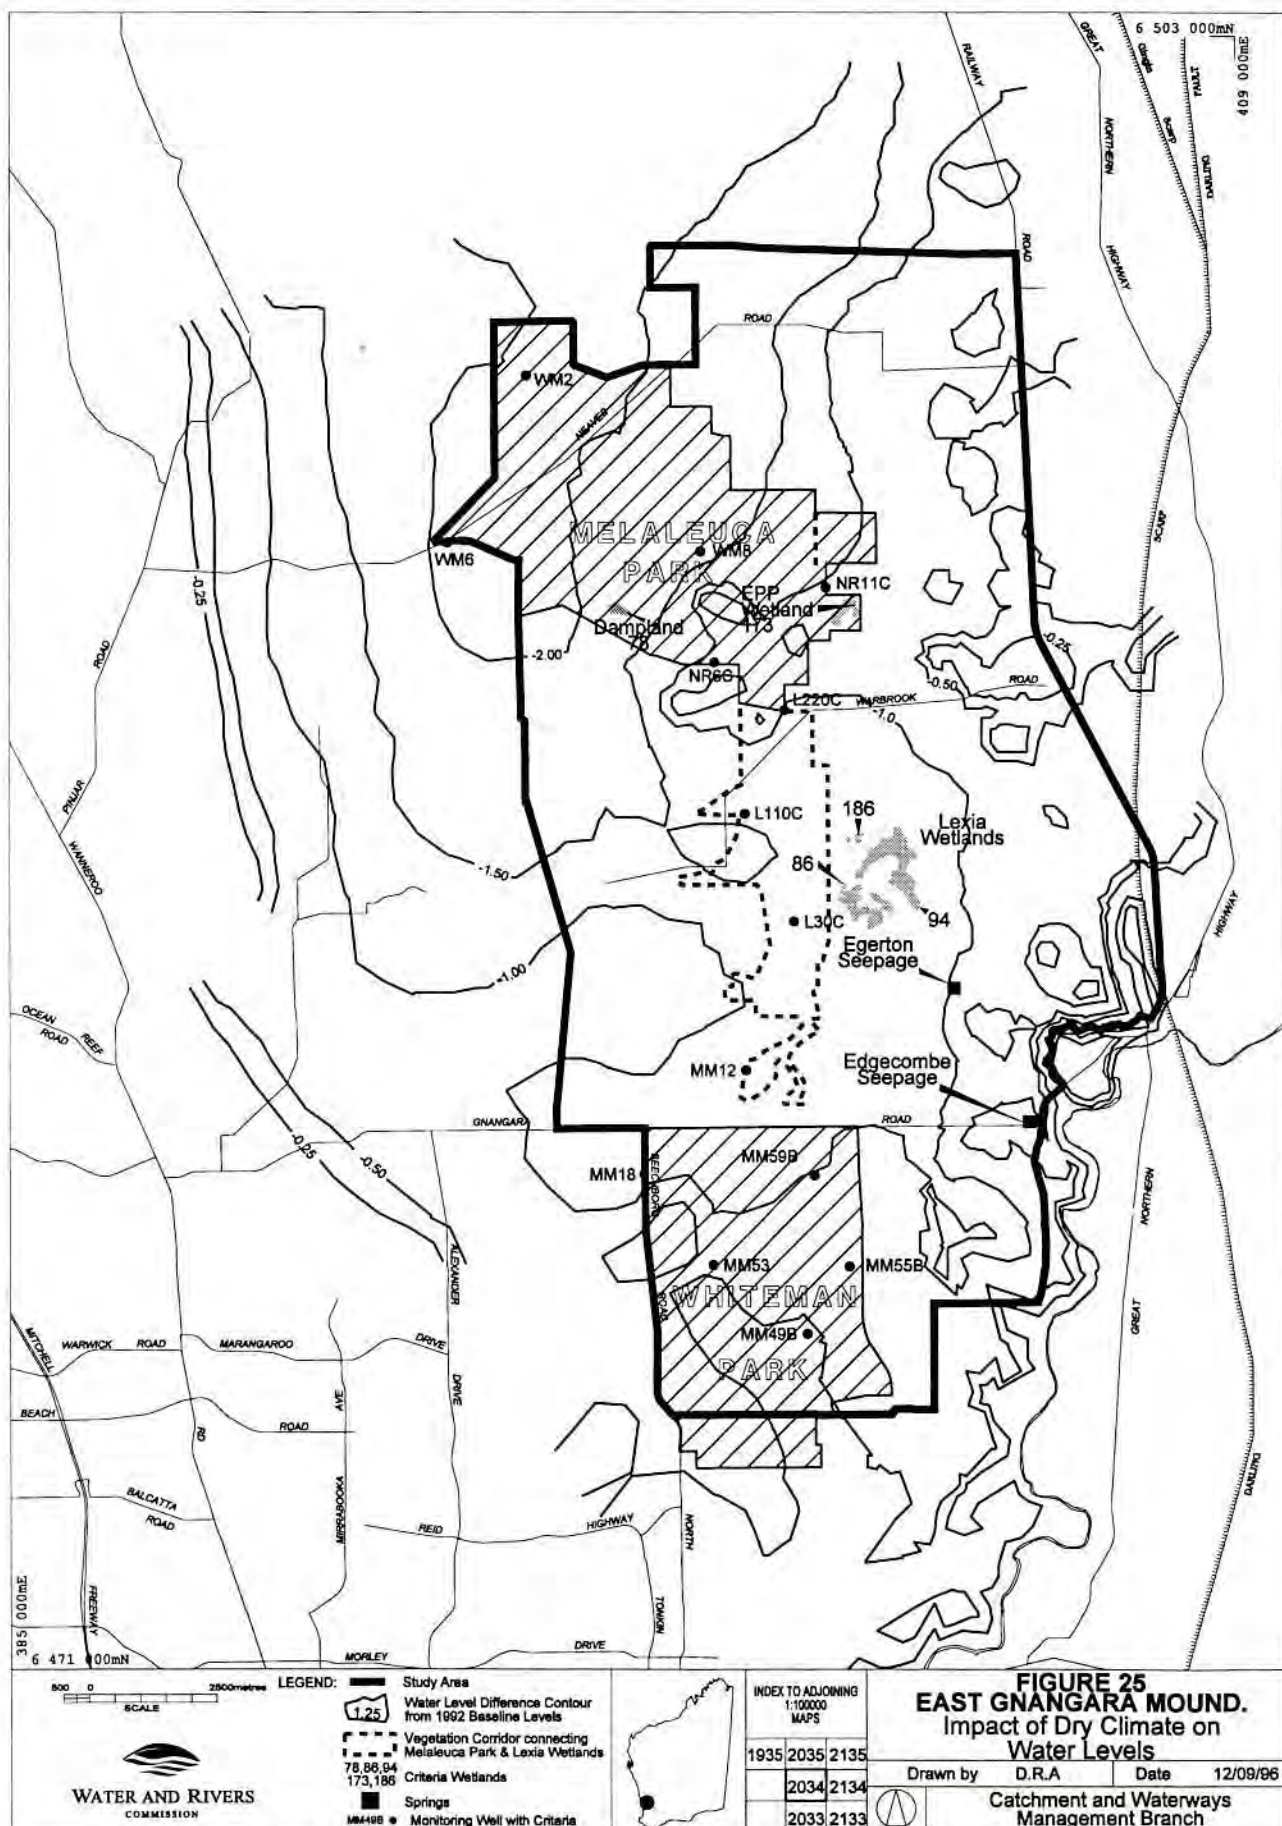 6 503 000mN
409 000mE
RAILWAY
ROAD
GREAT
NORTHERN
HIGHWAY
Gingin
Scarp
DARLING
FAULT
SCARP
ROAD
WM2
NEAVES
MELALEUCA
PARK
WM8
WM6
NR11C
EPP
Wetland
173
Dampland
78
-2.00
NR6C
-0.25
-0.25
-0.50
ROAD
WARBROOK
L220C
-1.0
ROAD
PINJAR
WANNEROO
L110C
186
Lexia
Wetlands
86
94
-1.50
L30C
HIGHWAY
Egerton
Seepage
-1.00
OCEAN
REEF
ROAD
MM12
Edgecombe
Seepage
GNANGARA
ROAD
-0.25
-0.50
MM18
BEECHBORO
MM59B
NORTHERN
ALEXANDER
MM53
MM55B
WHITEMAN
ROAD
MM49B
PARK
GREAT
MITCHELL
WARWICK
ROAD
MARANGAROO
DRIVE
DRIVE
AVE
BEACH
ROAD
RD
DARLING
BALCATTA
ROAD
MIRRABOOKA
REID
HIGHWAY
NORTH
FREEWAY
TONKIN
385 000mE
6 471 000mN
MORLEY
DRIVE
500 0 2500metres
SCALE
WATER AND RIVERS
COMMISSION
LEGEND:
Study Area
1.25
Water Level Difference Contour
from 1992 Baseline Levels
Vegetation Corridor connecting
Melaleuca Park & Lexia Wetlands
78,86,94
173,186
Criteria Wetlands
Springs
MM49B
Monitoring Well with Criteria
INDEX TO ADJOINING
1:100000
MAPS
1935 2035 2135
2034 2134
2033 2133
FIGURE 25
EAST GNANGARA MOUND.
Impact of Dry Climate on
Water Levels
Drawn by D.R.A Date 12/09/96
Catchment and Waterways
Management Branch